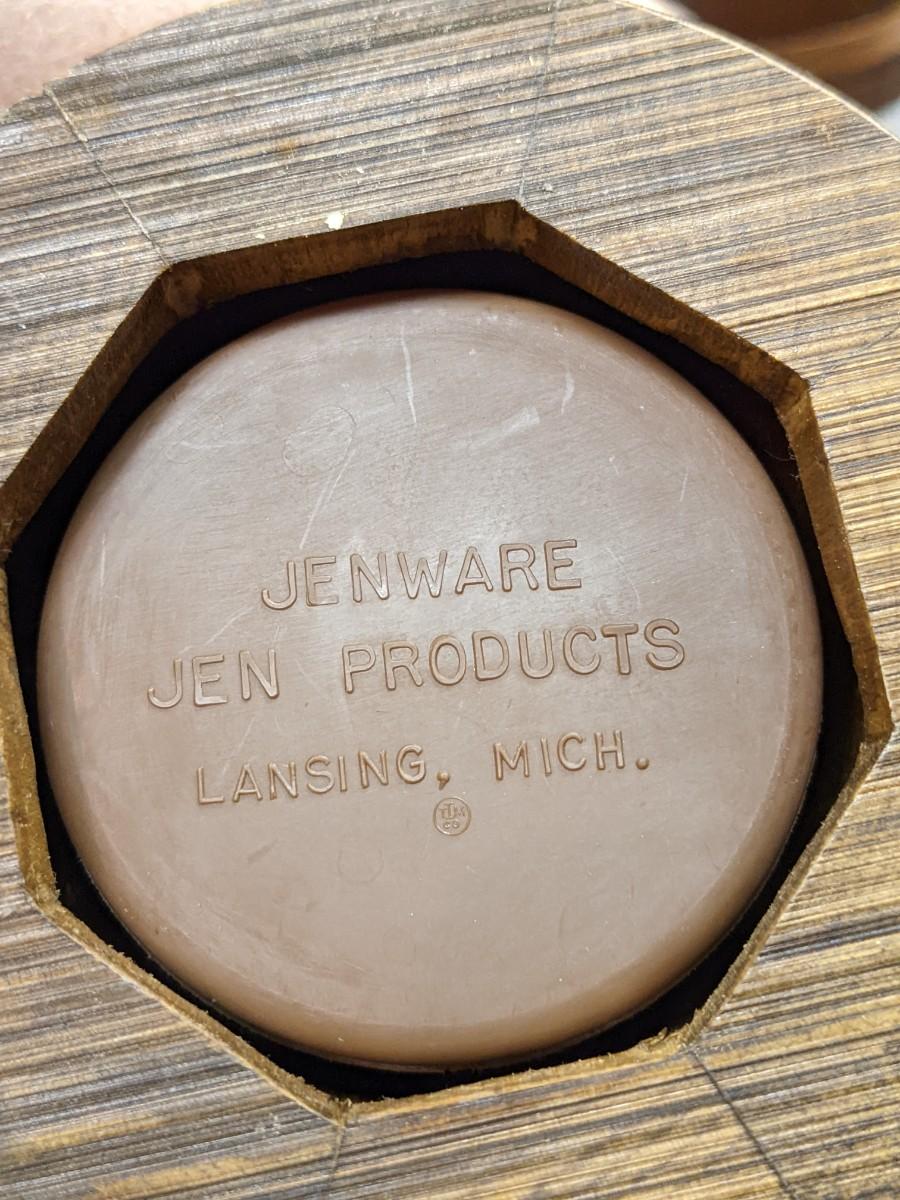 JENWARE
JEN PRODUCTS
LANSING, MICH.